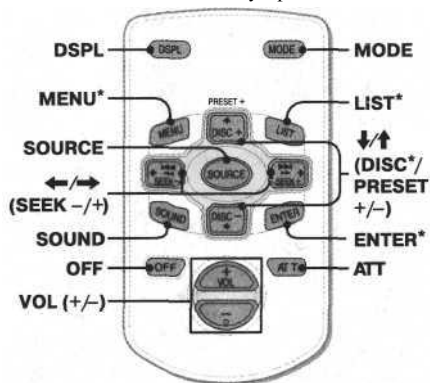 DSPL
DSPL
MODE
MODE
MENU*
MENU
PRESET +
DISC +
LIST
LIST*
SOURCE
SOURCE
←/→
(SEEK –/+)
SEEK –
SEEK +
↓/↑
(DISC*/
PRESET
+/–)
SOUND
SOUND
DISC –
ENTER
ENTER*
OFF
OFF
ATT
ATT
VOL (+/–)
+
VOL
–